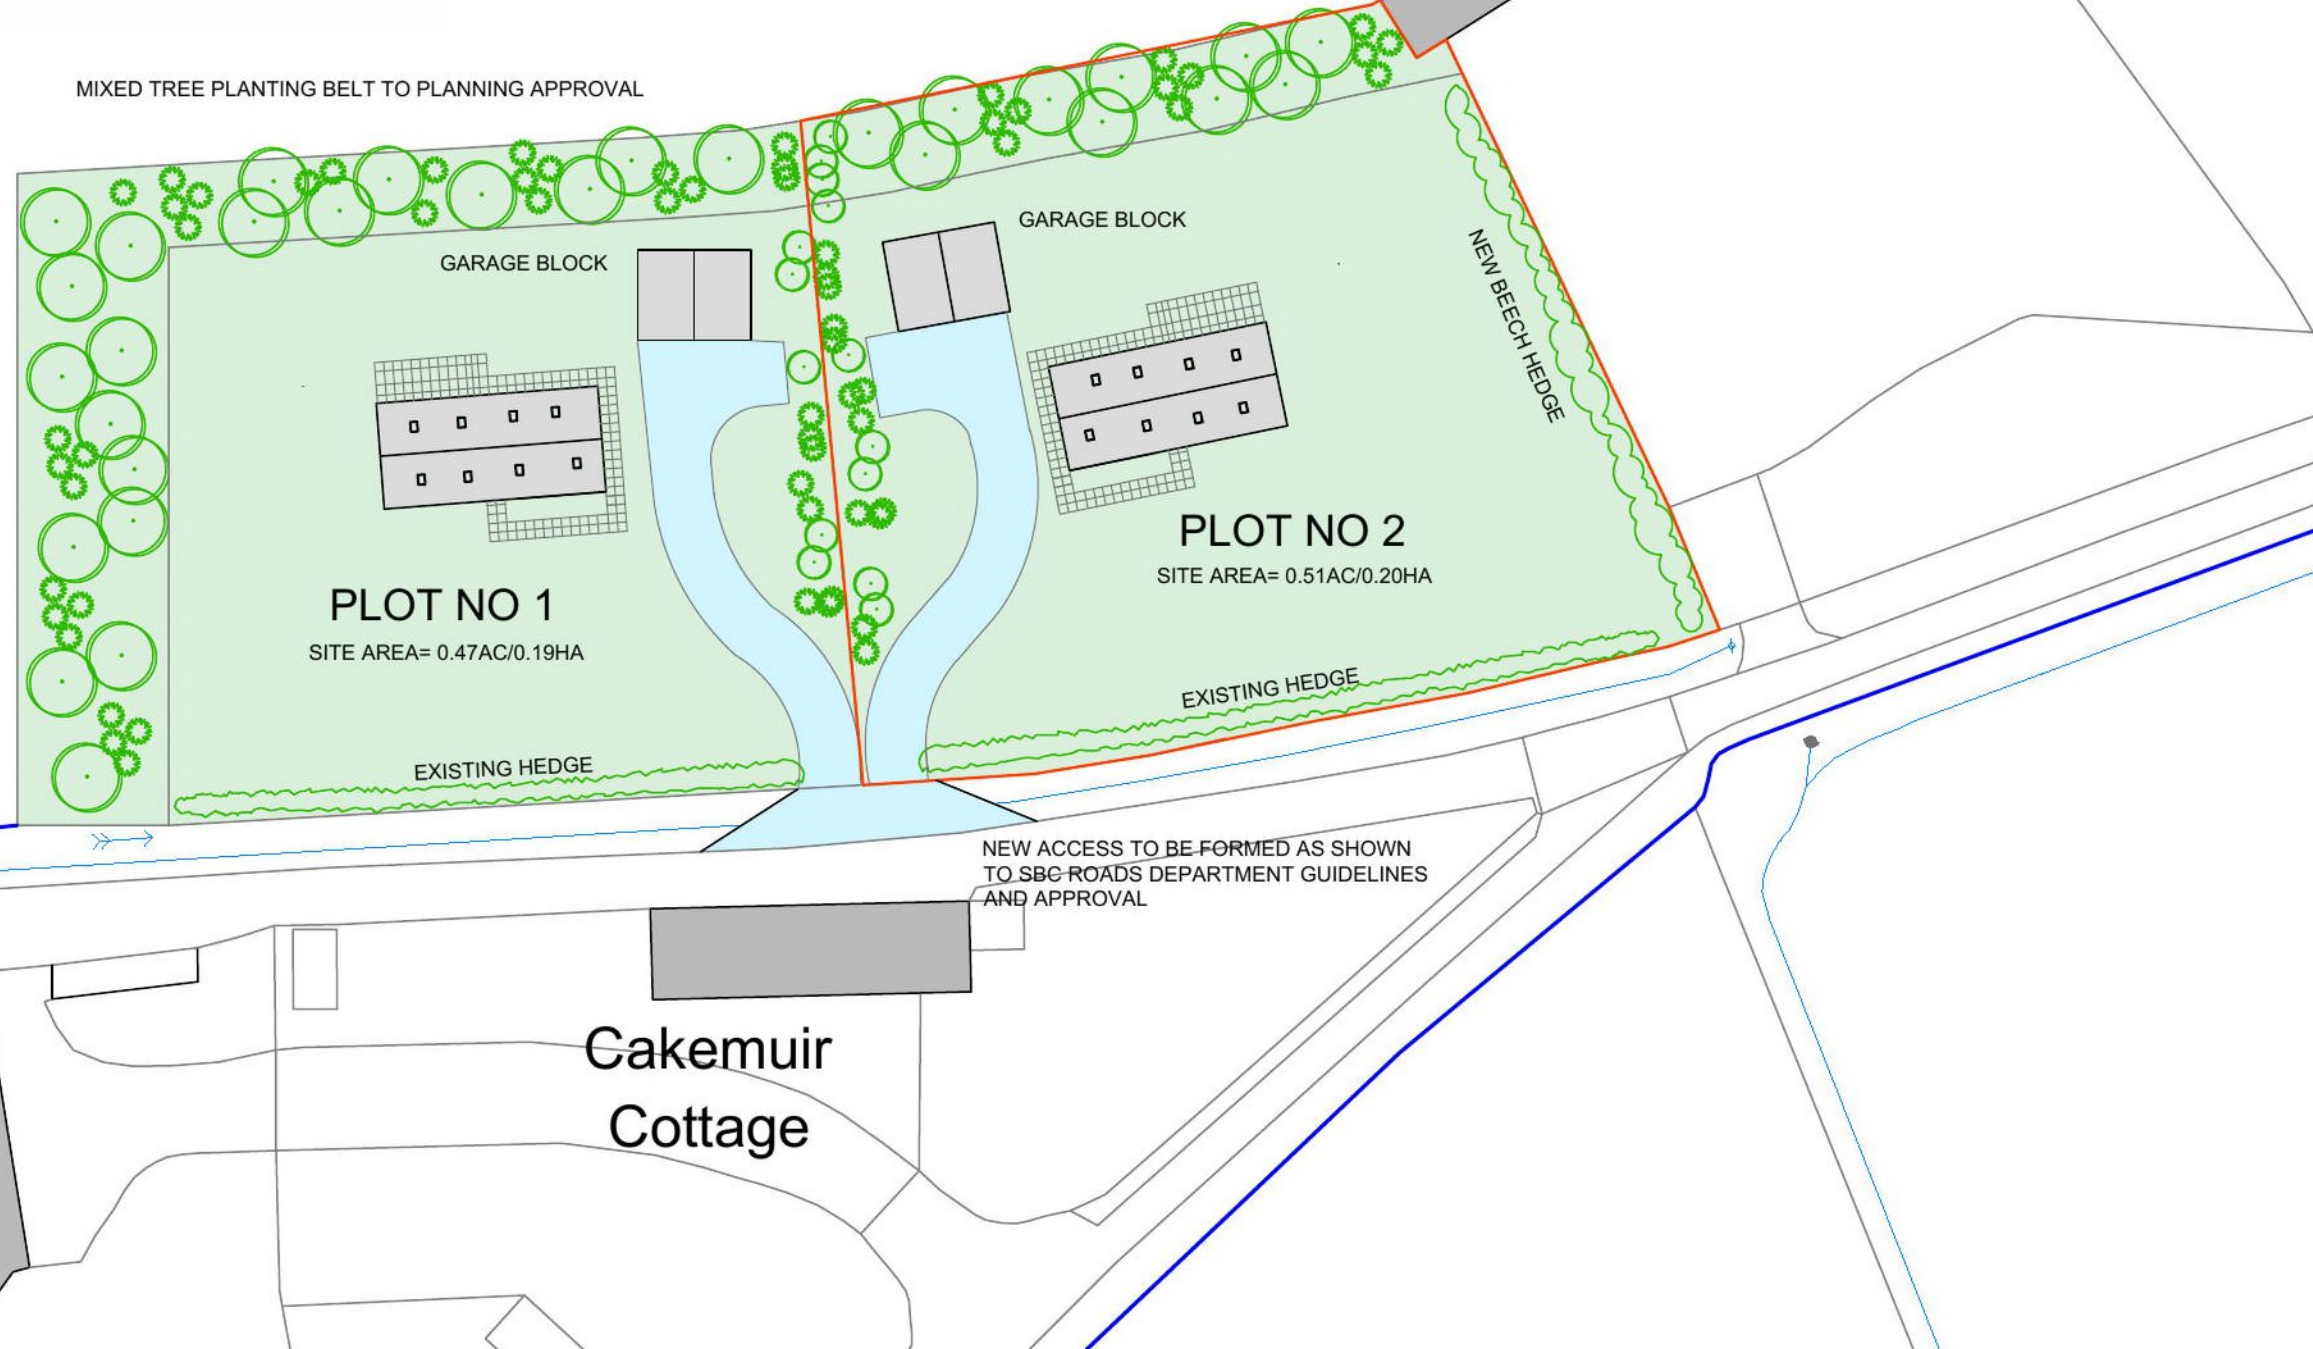 MIXED TREE PLANTING BELT TO PLANNING APPROVAL
GARAGE BLOCK
GARAGE BLOCK
NEW BEECH HEDGE
PLOT NO 1
SITE AREA= 0.47AC/0.19HA
PLOT NO 2
SITE AREA= 0.51AC/0.20HA
EXISTING HEDGE
EXISTING HEDGE
NEW ACCESS TO BE FORMED AS SHOWN
TO SBC ROADS DEPARTMENT GUIDELINES
AND APPROVAL
Cakemuir
Cottage